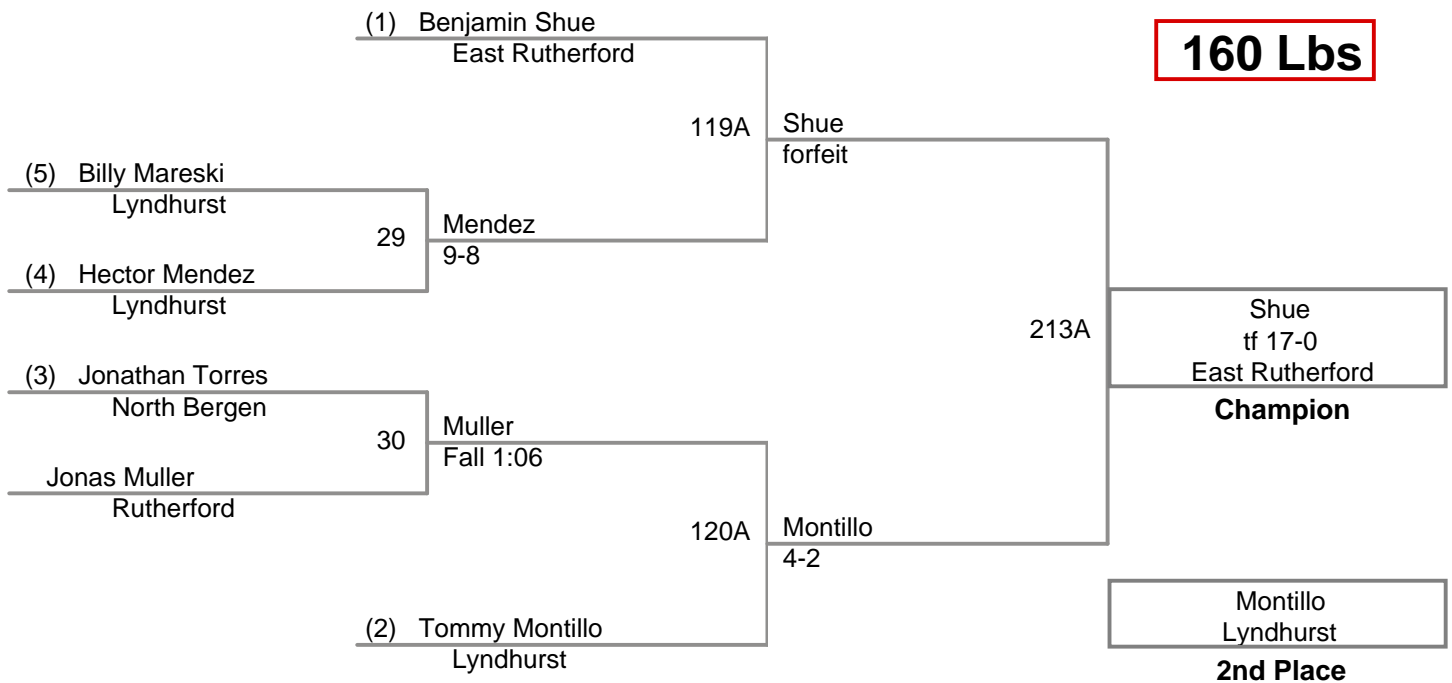 (1) Benjamin Shue
East Rutherford
160 Lbs
119A
Shue
forfeit
(5) Billy Mareski
Lyndhurst
29
Mendez
9-8
(4) Hector Mendez
Lyndhurst
213A
Shue
tf 17-0
East Rutherford
Champion
(3) Jonathan Torres
North Bergen
30
Muller
Fall 1:06
Jonas Muller
Rutherford
120A
Montillo
4-2
(2) Tommy Montillo
Lyndhurst
Montillo
Lyndhurst
2nd Place